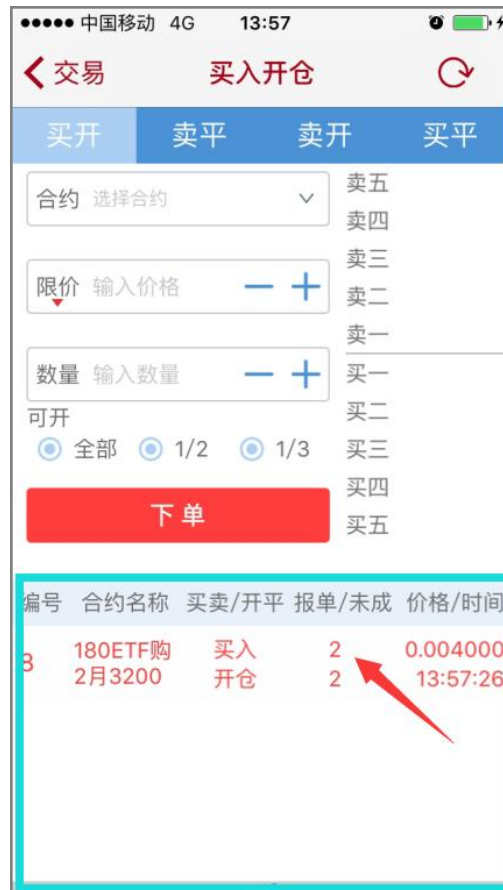 中国移动 4G 13:57
交易 买入开仓
买开 卖平 卖开 买平
合约 选择合约
卖五
卖四
卖三
限价 输入价格
卖二
卖一
数量 输入数量
买一
可开
买二
全部 1/2 1/3
买三
买四
下单
买五
编号 合约名称 买卖/开平 报单/未成 价格/时间
180ETF购 买入 2 0.004000
2月3200 开仓 2 13:57:26